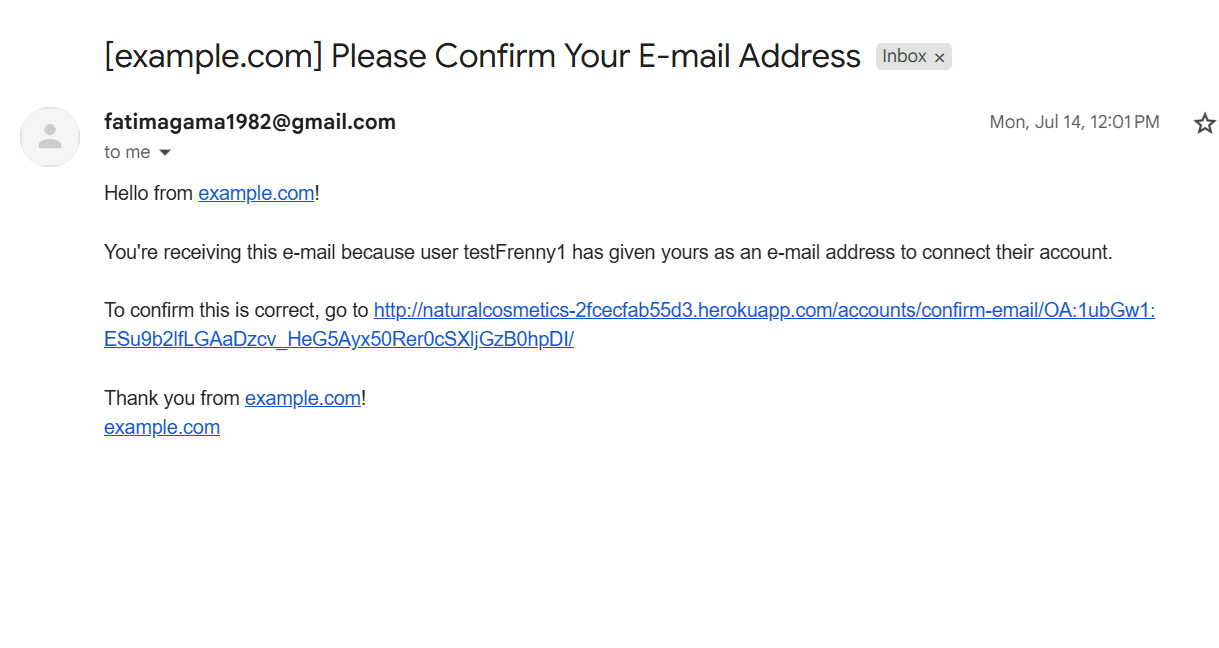 [example.com] Please Confirm Your E-mail Address Inbox ×
fatimagama1982@gmail.com Mon, Jul 14, 12:01 PM
to me
Hello from example.com!
You're receiving this e-mail because user testFrenny1 has given yours as an e-mail address to connect their account.
To confirm this is correct, go to http://naturalcosmetics-2fcecfab55d3.herokuapp.com/accounts/confirm-email/OA:1ubGw1:
ESu9b2lfLGAaDzcv_HeG5Ayx50Rer0cSXljGzB0hpDI/
Thank you from example.com!
example.com